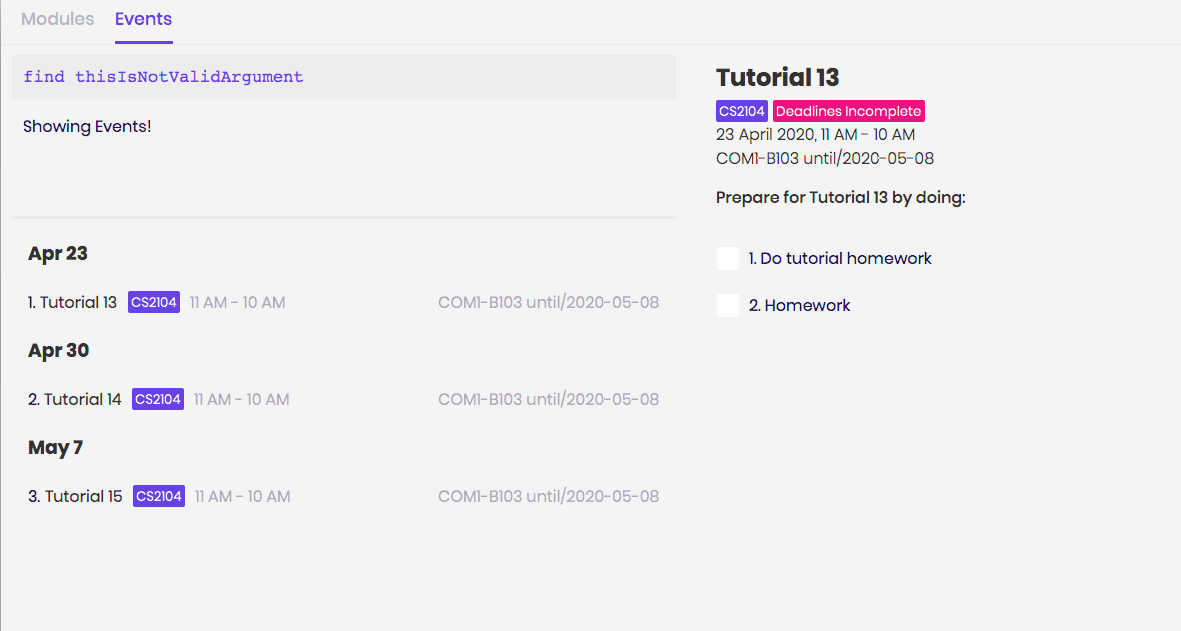 Modules Events
find thisIsNotValidArgument
Showing Events!
Apr 23
1. Tutorial 13 CS2104 11 AM - 10 AM COM1-B103 until/2020-05-08
Apr 30
2. Tutorial 14 CS2104 11 AM - 10 AM COM1-B103 until/2020-05-08
May 7
3. Tutorial 15 CS2104 11 AM - 10 AM COM1-B103 until/2020-05-08
Tutorial 13
CS2104 Deadlines Incomplete
23 April 2020, 11 AM - 10 AM
COM1-B103 until/2020-05-08
Prepare for Tutorial 13 by doing:
1. Do tutorial homework
2. Homework